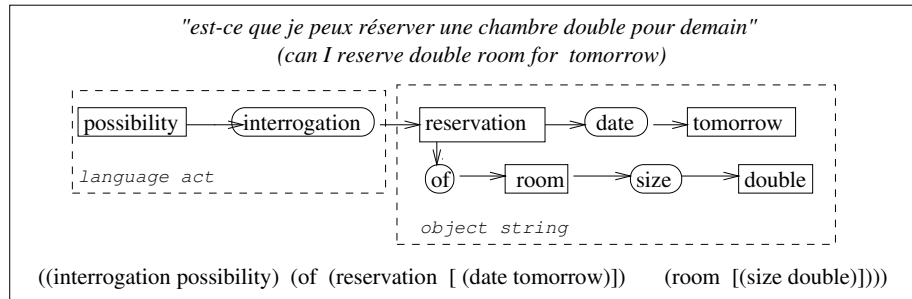 "est-ce que je peux réserver une chambre double pour demain"
(can I reserve double room for tomorrow)
possibility interrogation reservation date tomorrow
language act
of room size double
object string
((interrogation possibility) (of (reservation [ (date tomorrow)]) (room [(size double)])))